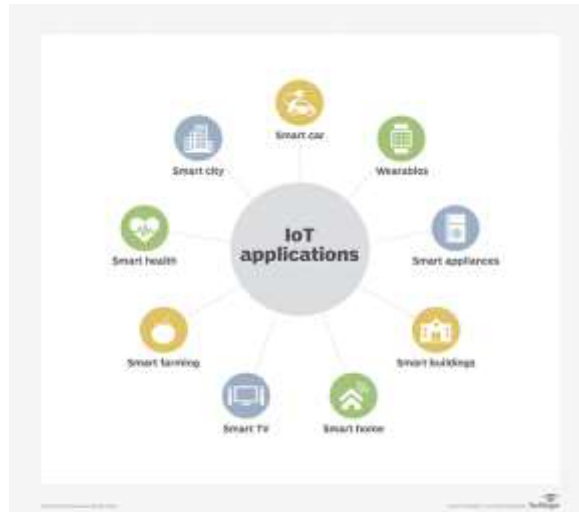 Smart car
Smart city
Wearables
Smart health
IoT
applications
Smart appliances
Smart farming
Smart buildings
Smart TV
Smart home